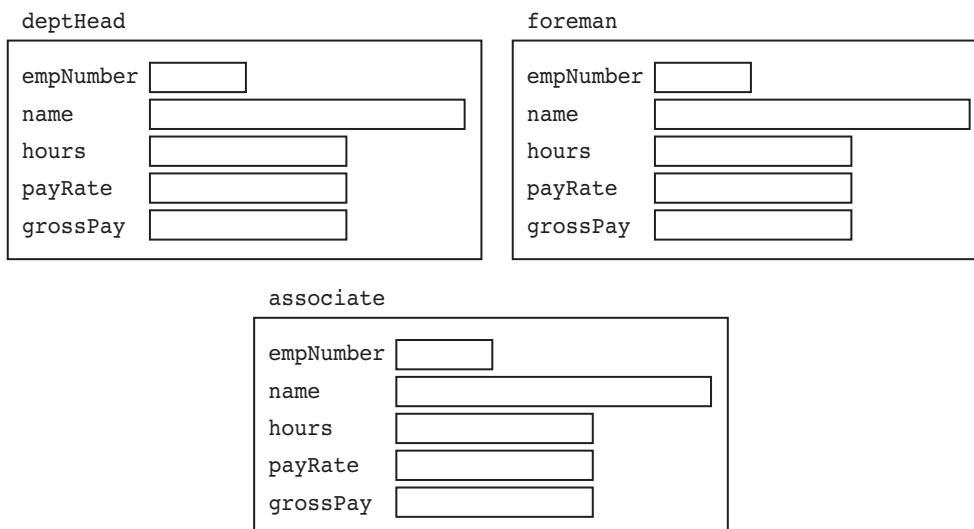 deptHead
empNumber
name
hours
payRate
grossPay
foreman
empNumber
name
hours
payRate
grossPay
associate
empNumber
name
hours
payRate
grossPay